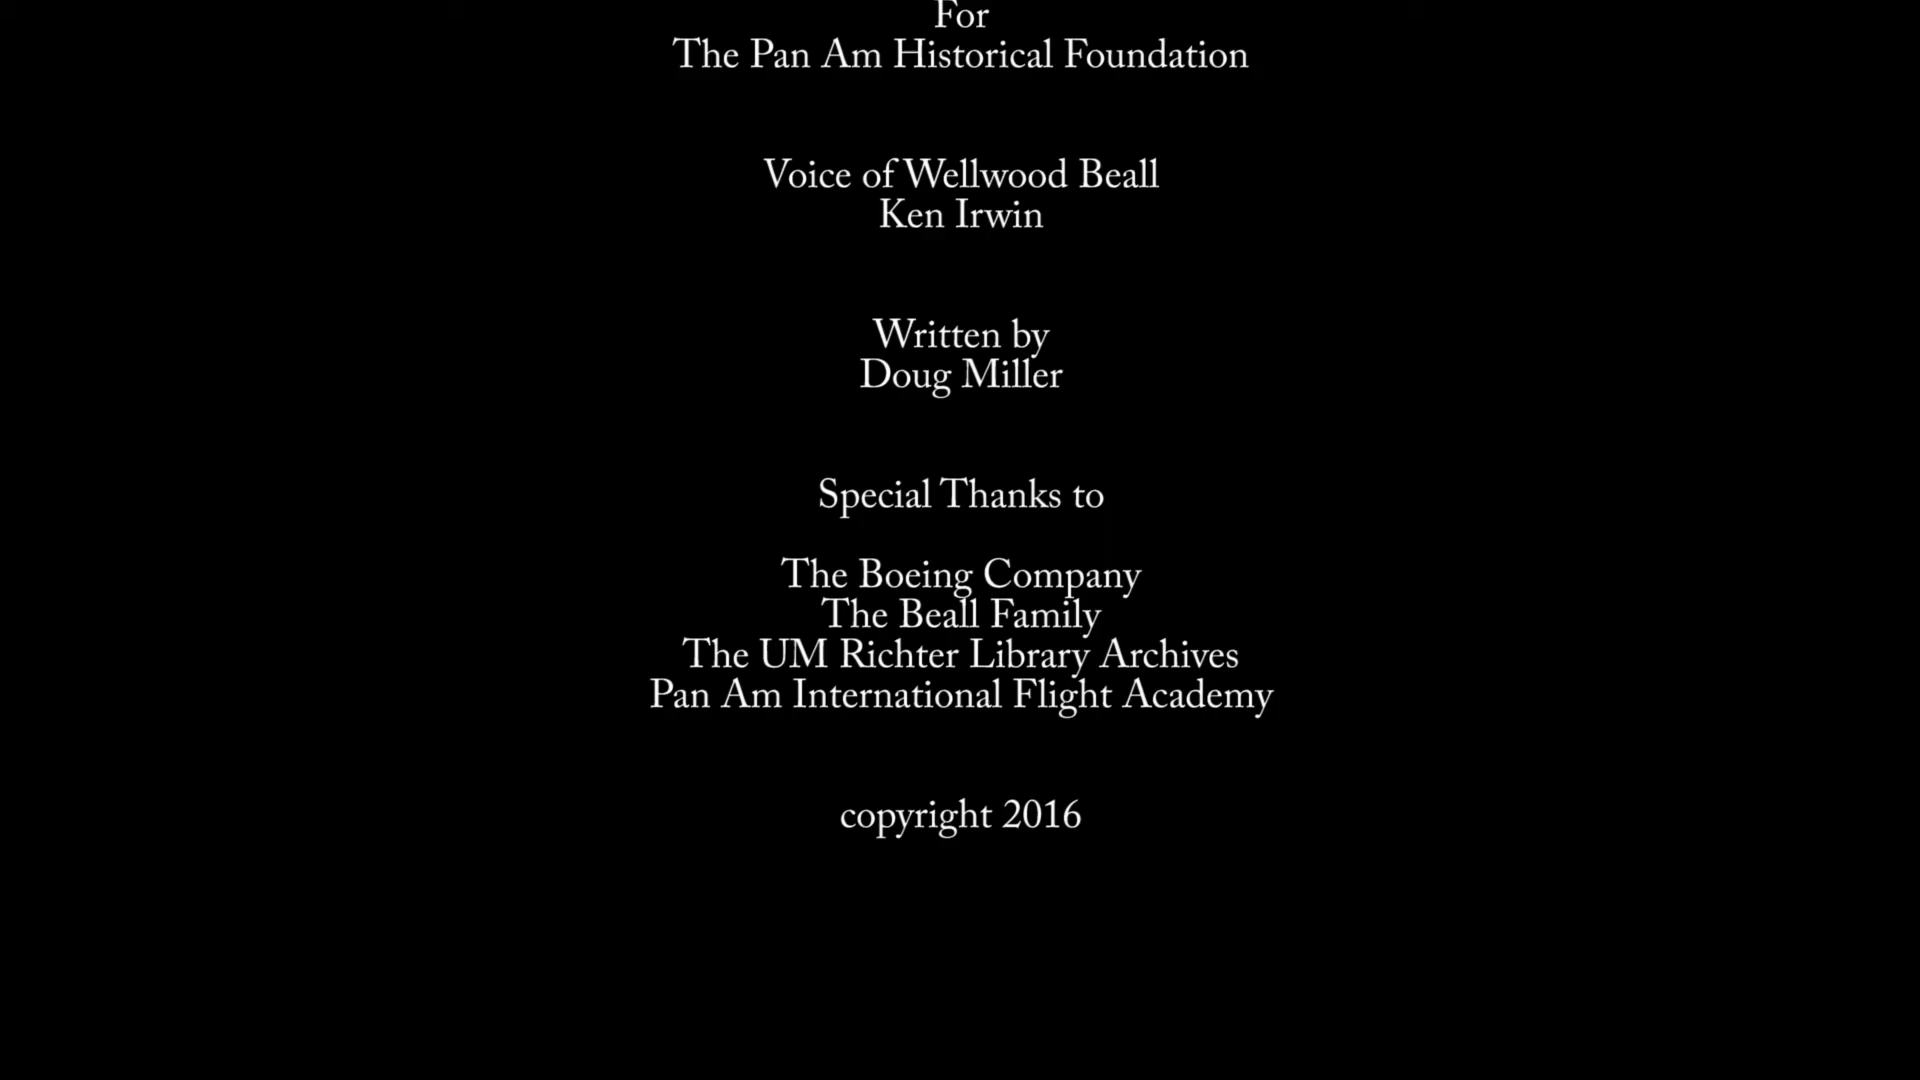 For
The Pan Am Historical Foundation
Voice of Wellwood Beall
Ken Irwin
Written by
Doug Miller
Special Thanks to
The Boeing Company
The Beall Family
The UM Richter Library Archives
Pan Am International Flight Academy
copyright 2016